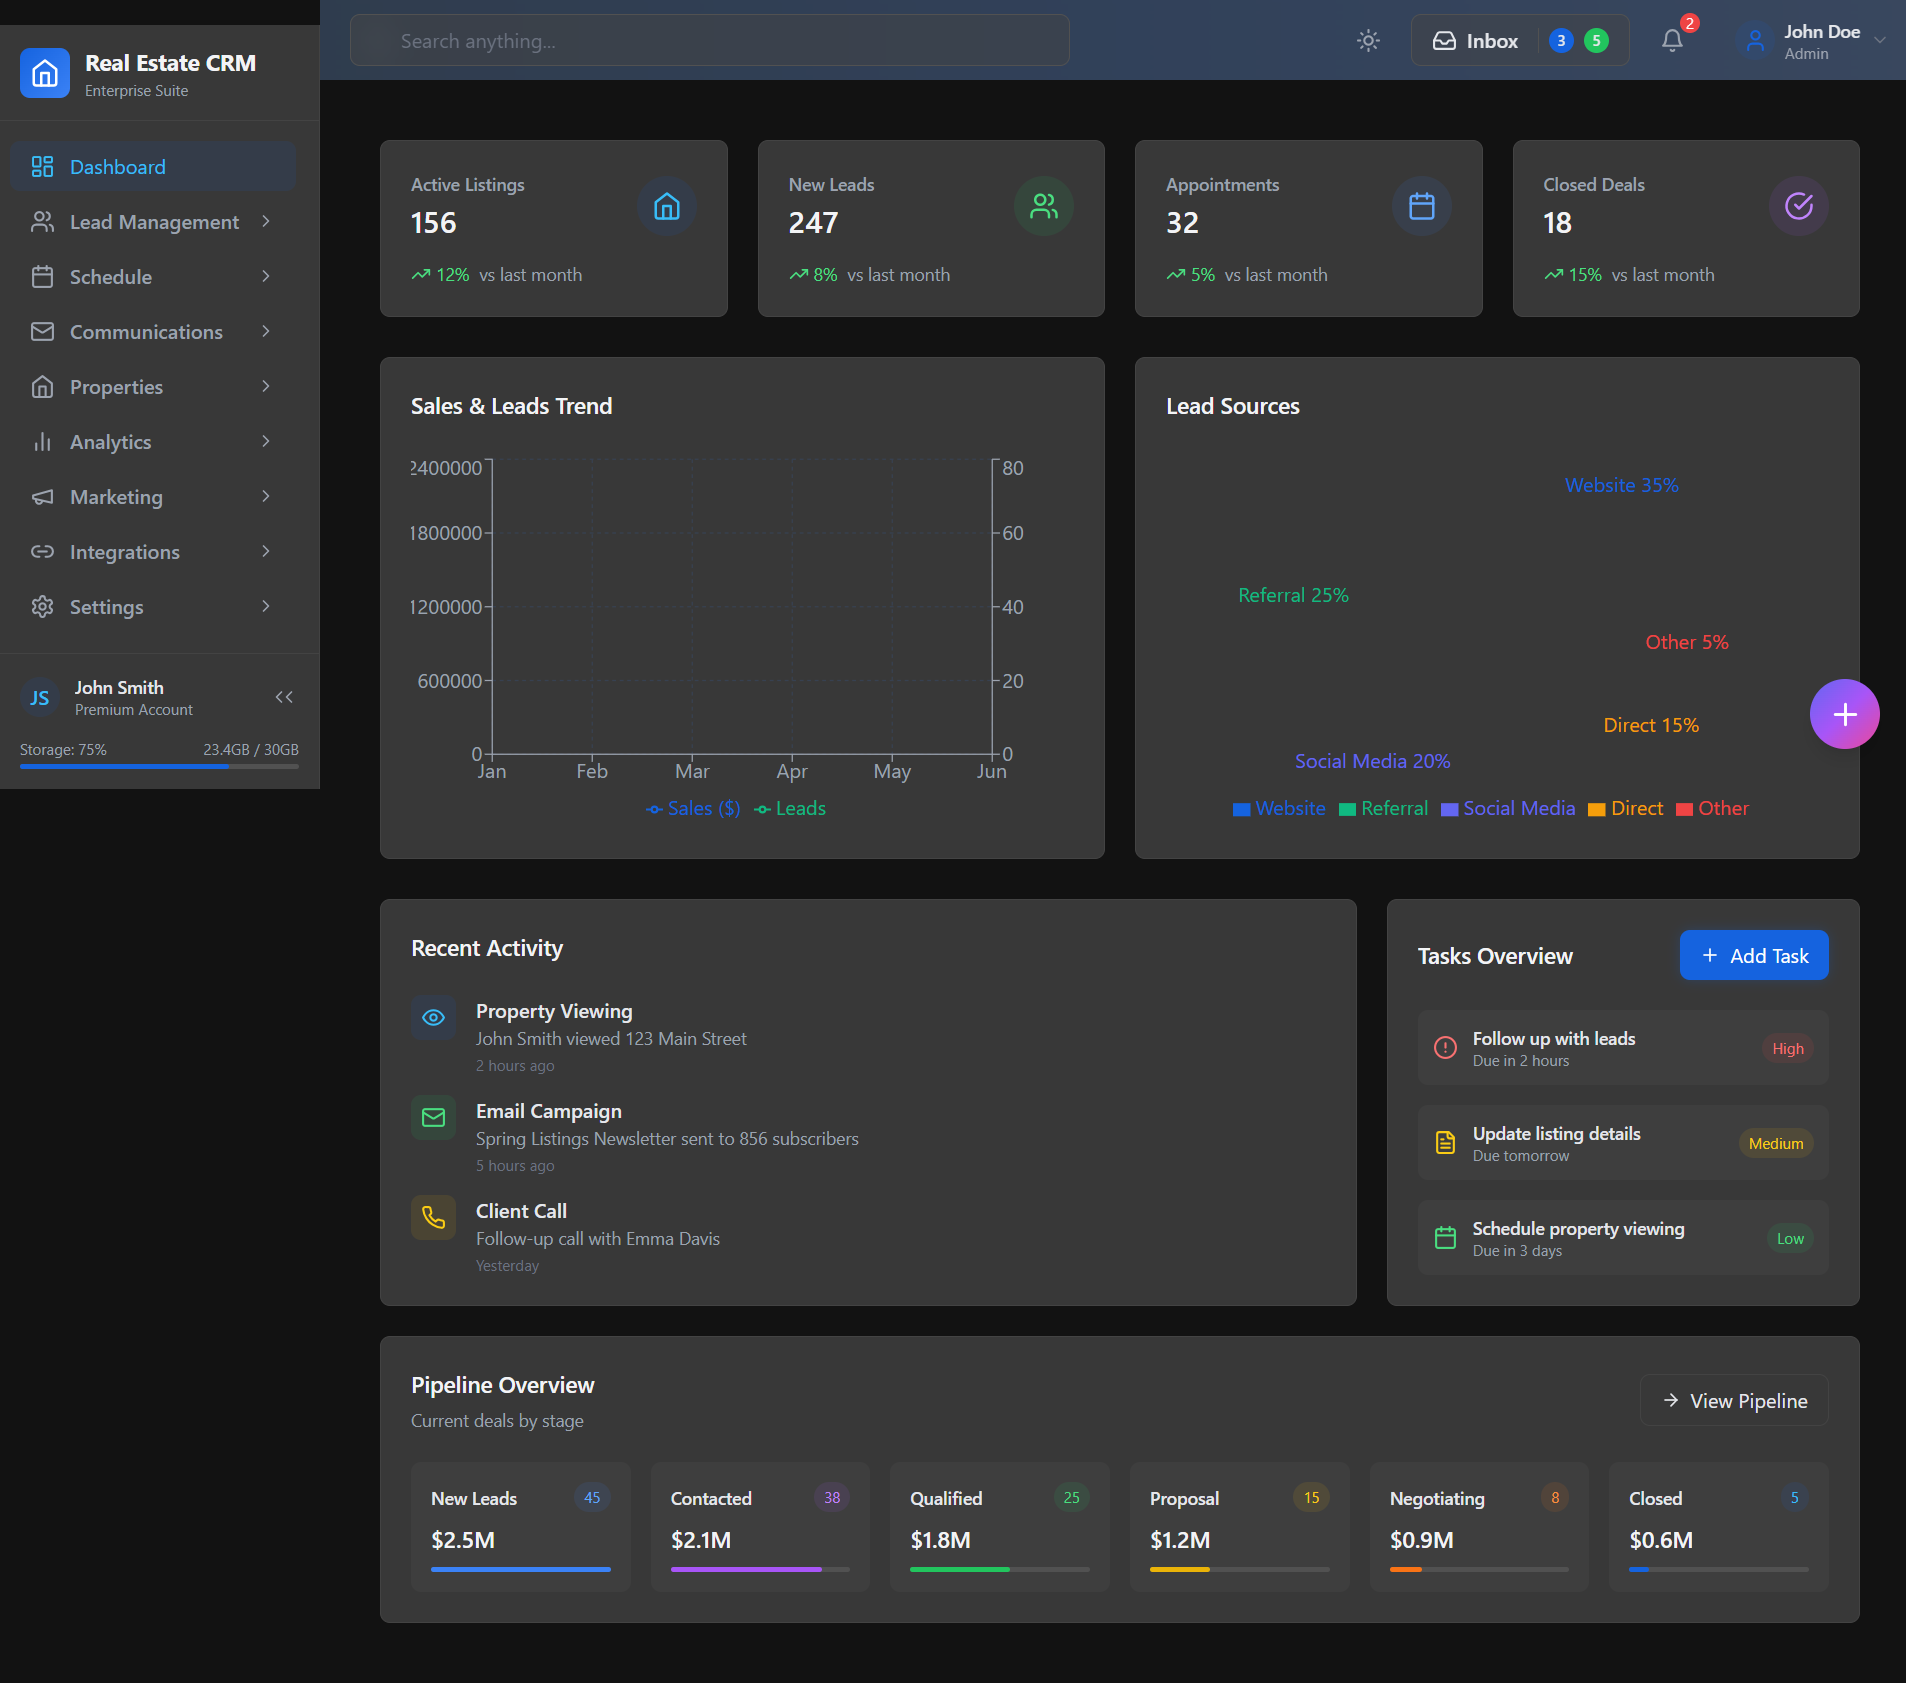 Real Estate CRM
Enterprise Suite
Dashboard
Lead Management
Schedule
Communications
Properties
Analytics
Marketing
Integrations
Settings
JS
John Smith
Premium Account
Storage: 75%
23.4GB / 30GB
Search anything...
Inbox
3
5
2
John Doe
Admin
Active Listings
156
12% vs last month
New Leads
247
8% vs last month
Appointments
32
5% vs last month
Closed Deals
18
15% vs last month
Sales & Leads Trend
2400000
1800000
1200000
600000
0
80
60
40
20
0
Jan
Feb
Mar
Apr
May
Jun
Sales ($)
Leads
Lead Sources
Website 35%
Referral 25%
Other 5%
Direct 15%
Social Media 20%
Website
Referral
Social Media
Direct
Other
Recent Activity
Property Viewing
John Smith viewed 123 Main Street
2 hours ago
Email Campaign
Spring Listings Newsletter sent to 856 subscribers
5 hours ago
Client Call
Follow-up call with Emma Davis
Yesterday
Tasks Overview
Add Task
Follow up with leads
Due in 2 hours
High
Update listing details
Due tomorrow
Medium
Schedule property viewing
Due in 3 days
Low
Pipeline Overview
Current deals by stage
View Pipeline
New Leads
45
$2.5M
Contacted
38
$2.1M
Qualified
25
$1.8M
Proposal
15
$1.2M
Negotiating
8
$0.9M
Closed
5
$0.6M